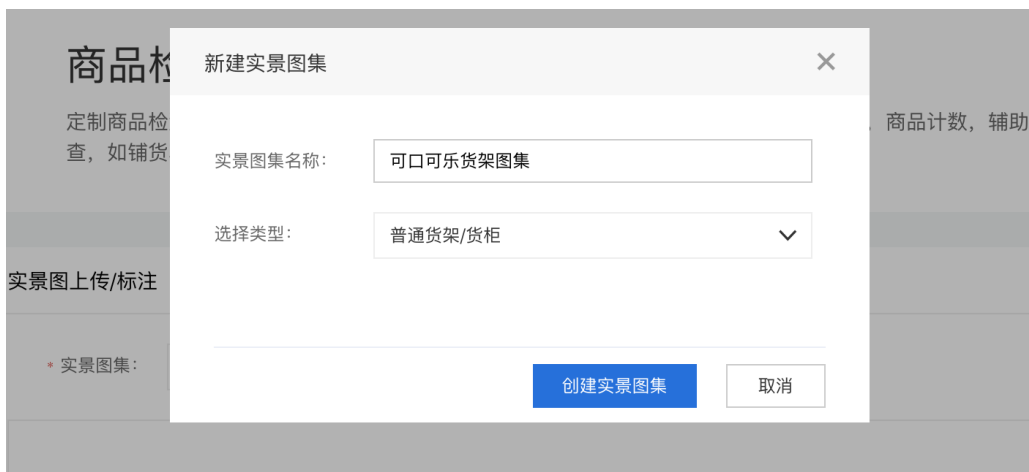 商品检
新建实景图集
定制商品检
，商品计数，辅助
查，如铺货
实景图集名称：
可口可乐货架图集
选择类型：
普通货架/货柜
实景图上传/标注
* 实景图集：
创建实景图集
取消